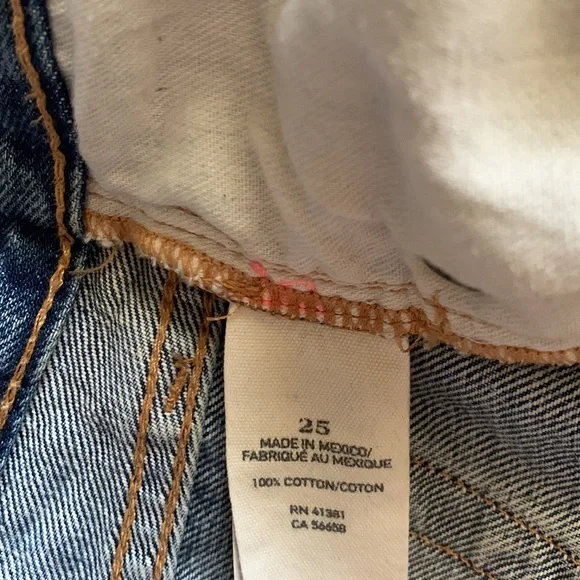 25
MADE IN MEXICO/
FABRIQUÉ AU MEXIQUE
100% COTTON/COTON
RN 41381
CA 56658